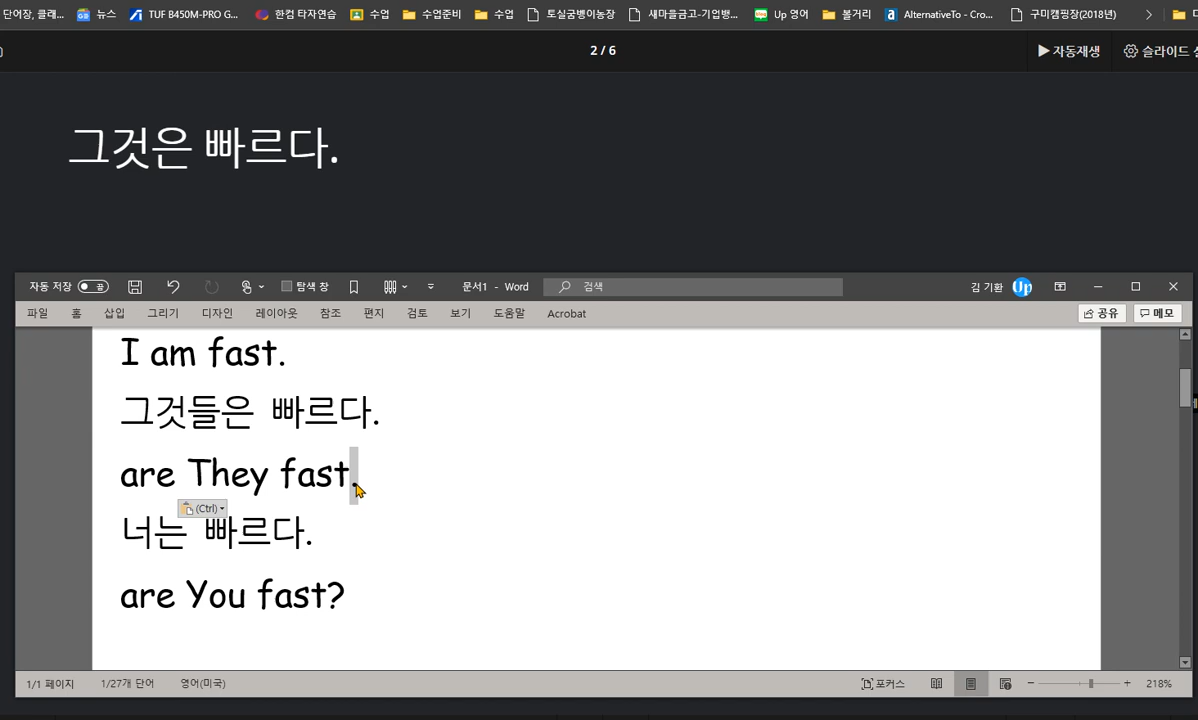 단어장, 클래... 뉴스 TUF B450M-PRO G... 한컴 타자연습 수업 수업준비 수업 토실굼벵이농장 새마을금고-기업뱅... Up 영어 볼거리 AlternativeTo - Cro... 구미캠핑장(2018년)
2 / 6 자동재생 슬라이드
그것은 빠르다.
자동 저장 끔 탐색 창 문서1 - Word 검색 김 기환 Up
파일 홈 삽입 그리기 디자인 레이아웃 참조 편지 검토 보기 도움말 Acrobat 공유 메모
I am fast.
그것들은 빠르다.
are They fast.
(Ctrl)
너는 빠르다.
are You fast?
1/1 페이지 1/27개 단어 영어(미국) 포커스 218%